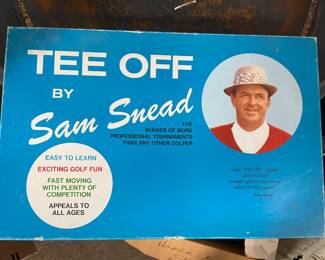 TEE OFF
BY
Sam Snead
THE
WINNER OF MORE
PROFESSIONAL TOURNAMENTS
THAN ANY OTHER GOLFER
EASY TO LEARN
EXCITING GOLF FUN
FAST MOVING
WITH PLENTY OF
COMPETITION
APPEALS TO
ALL AGES